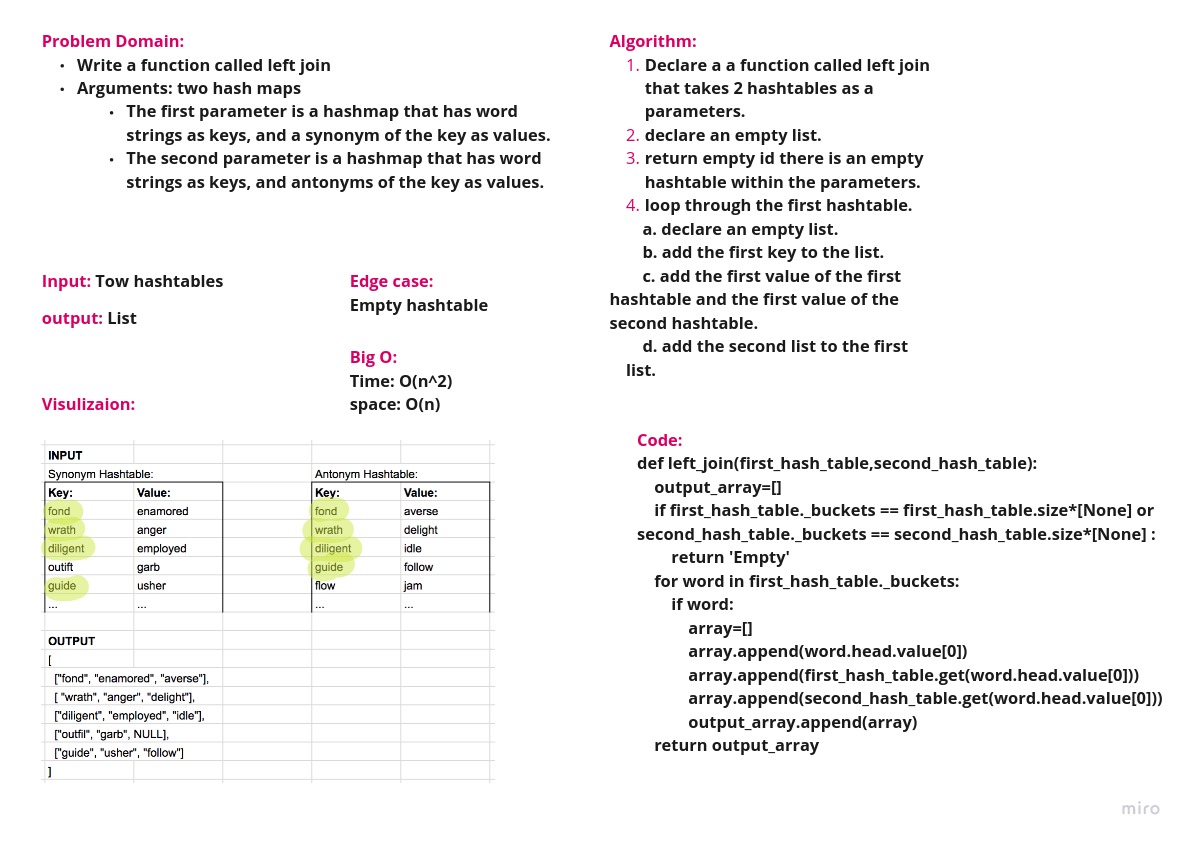 Problem Domain:
• Write a function called left join
• Arguments: two hash maps
• The first parameter is a hashmap that has word
strings as keys, and a synonym of the key as values.
• The second parameter is a hashmap that has word
strings as keys, and antonyms of the key as values.
Input: Tow hashtables
output: List
Edge case:
Empty hashtable
Big O:
Time: O(n^2)
space: O(n)
Visulizaion:
INPUT
Synonym Hashtable: Antonym Hashtable:
Key: Value: Key: Value:
fond enamored fond averse
wrath anger wrath delight
diligent employed diligent idle
outift garb guide follow
guide usher flow jam
... ... ... ...
OUTPUT
[
["fond", "enamored", "averse"],
[ "wrath", "anger", "delight"],
["diligent", "employed", "idle"],
["outfil", "garb", NULL],
["guide", "usher", "follow"]
]
Algorithm:
1. Declare a a function called left join
that takes 2 hashtables as a
parameters.
2. declare an empty list.
3. return empty id there is an empty
hashtable within the parameters.
4. loop through the first hashtable.
a. declare an empty list.
b. add the first key to the list.
c. add the first value of the first
hashtable and the first value of the
second hashtable.
d. add the second list to the first
list.
Code:
def left_join(first_hash_table,second_hash_table):
output_array=[]
if first_hash_table._buckets == first_hash_table.size*[None] or
second_hash_table._buckets == second_hash_table.size*[None] :
return 'Empty'
for word in first_hash_table._buckets:
if word:
array=[]
array.append(word.head.value[0])
array.append(first_hash_table.get(word.head.value[0]))
array.append(second_hash_table.get(word.head.value[0]))
output_array.append(array)
return output_array
miro